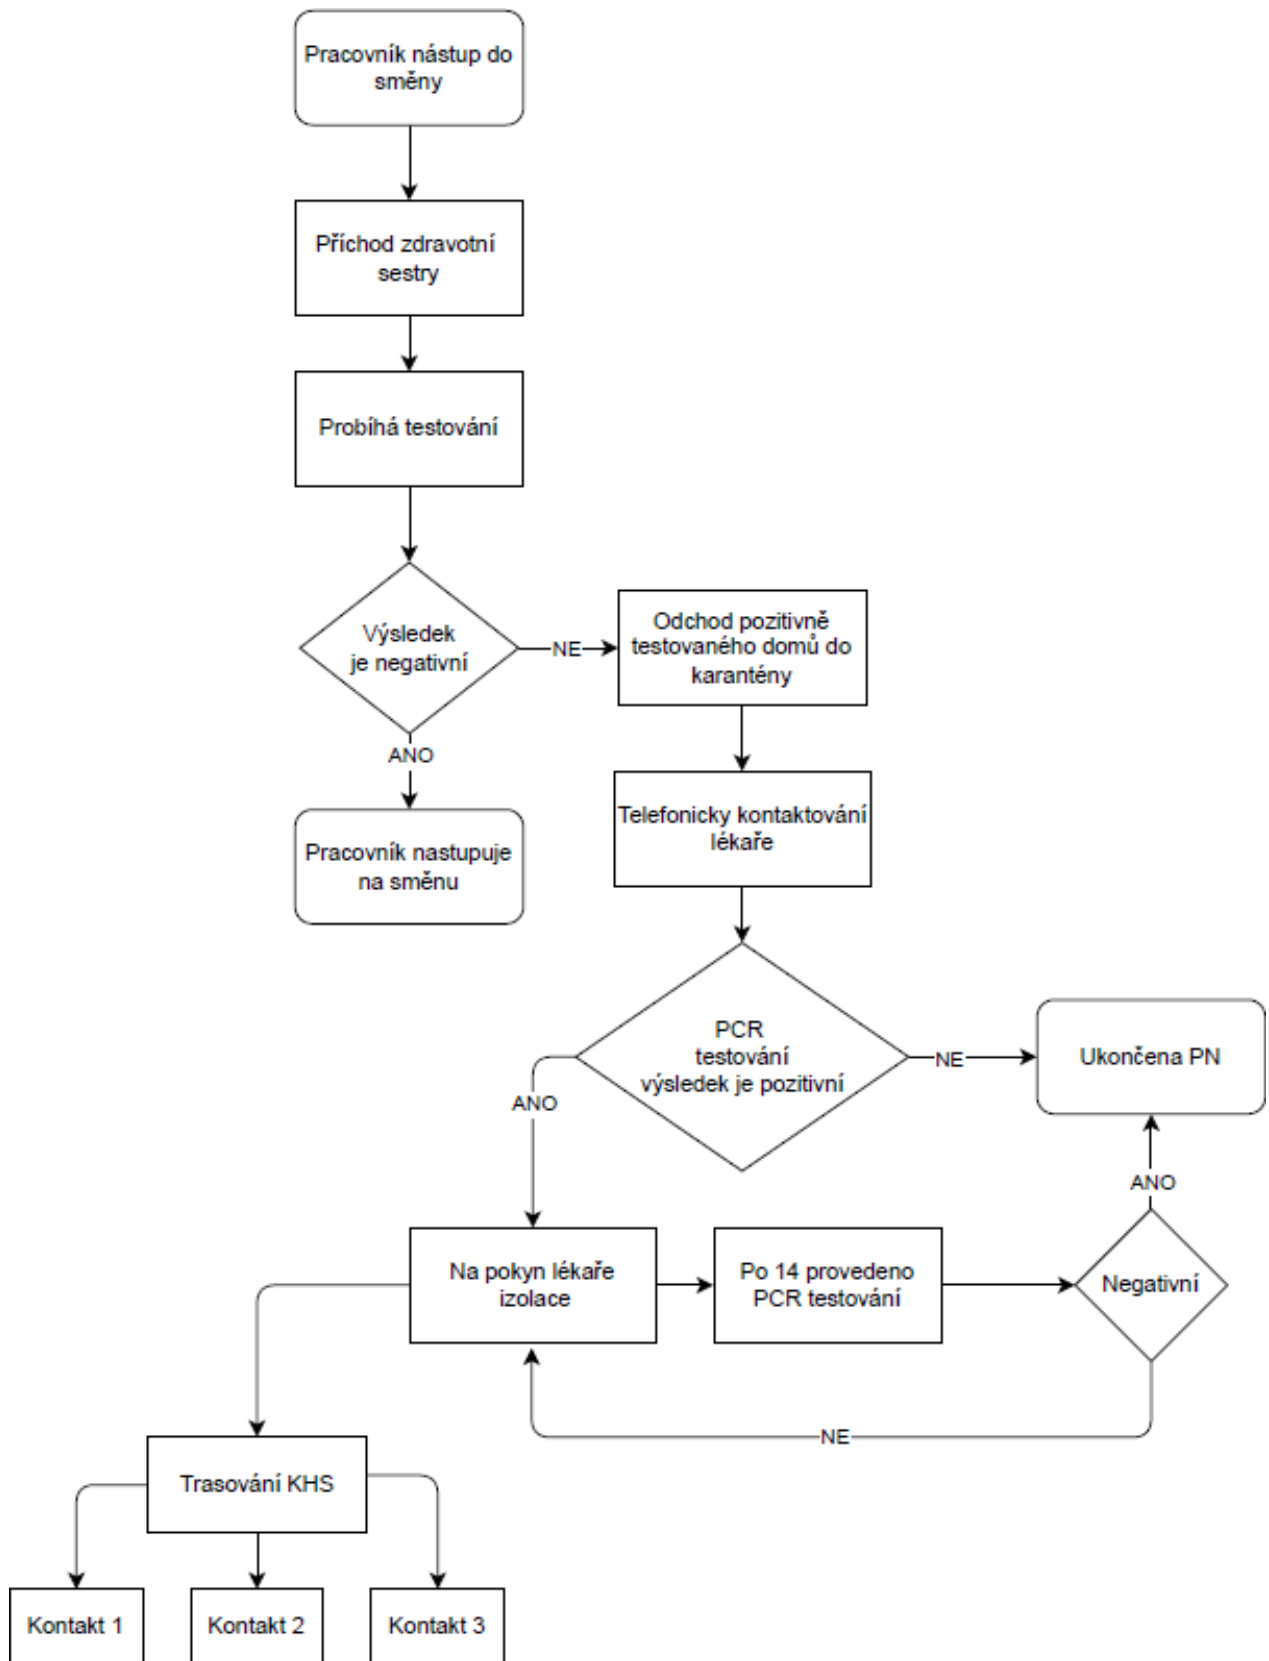 Pracovník nástup do
směny
Příchod zdravotní
sestry
Probíhá testování
Výsledek
je negativní
NE
Odchod pozitivně
testovaného domů do
karantény
ANO
Pracovník nastupuje
na směnu
Telefonicky kontaktování
lékaře
PCR
testování
výsledek je pozitivní
NE
Ukončena PN
ANO
ANO
Na pokyn lékaře
izolace
Po 14 provedeno
PCR testování
Negativní
NE
Trasování KHS
Kontakt 1
Kontakt 2
Kontakt 3